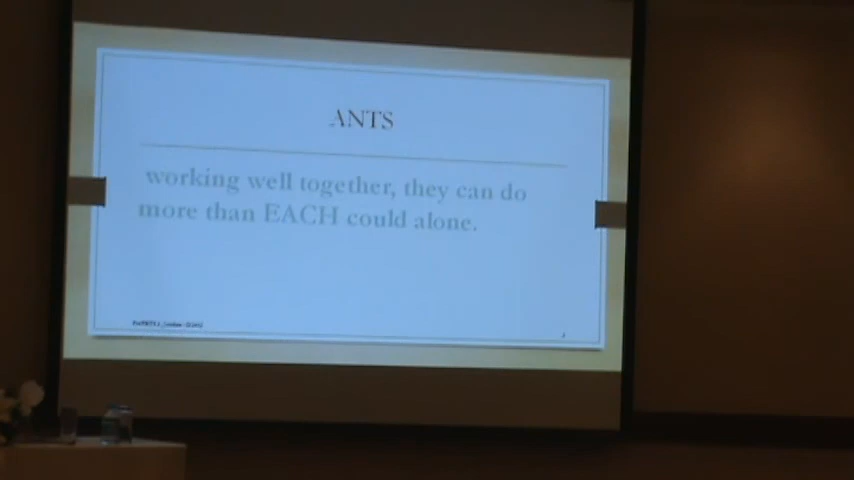 ANTS
working well together, they can do
more than EACH could alone.